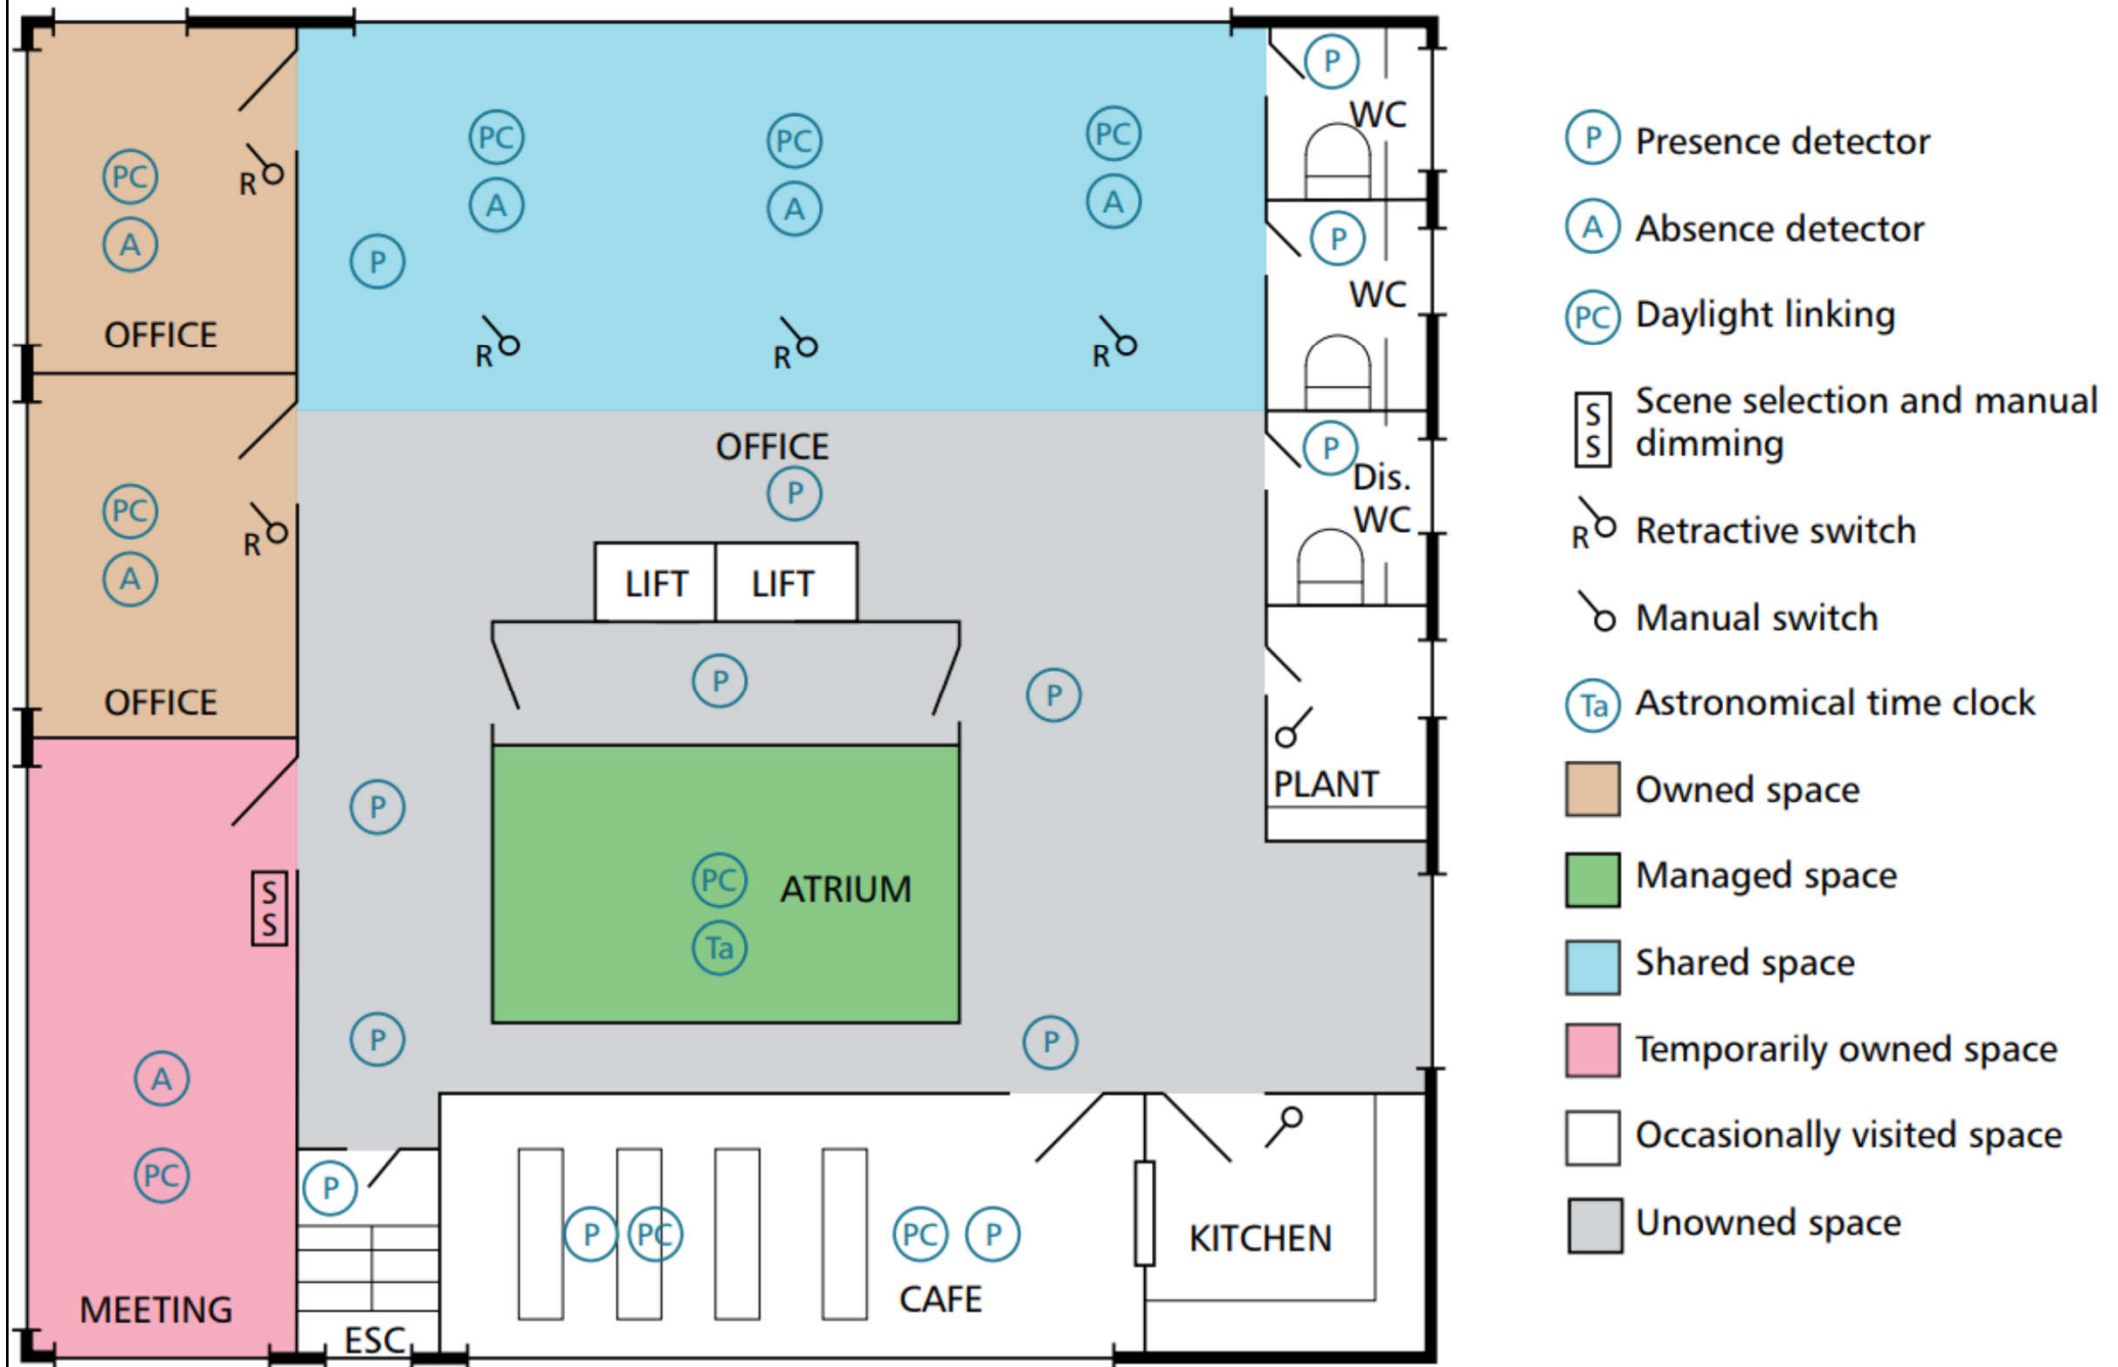 P
WC
PC
PC
PC
A
A
A
PC
R
A
P
P
WC
OFFICE
R
R
R
OFFICE
P
P
Dis.
WC
PC
R
A
LIFT
LIFT
OFFICE
P
P
PLANT
P
S
S
PC
ATRIUM
Ta
P
P
A
PC
P
P
PC
PC
P
KITCHEN
CAFE
MEETING
ESC
P
Presence detector
A
Absence detector
PC
Daylight linking
S
S
Scene selection and manual
dimming
R
Retractive switch
Manual switch
Ta
Astronomical time clock
Owned space
Managed space
Shared space
Temporarily owned space
Occasionally visited space
Unowned space